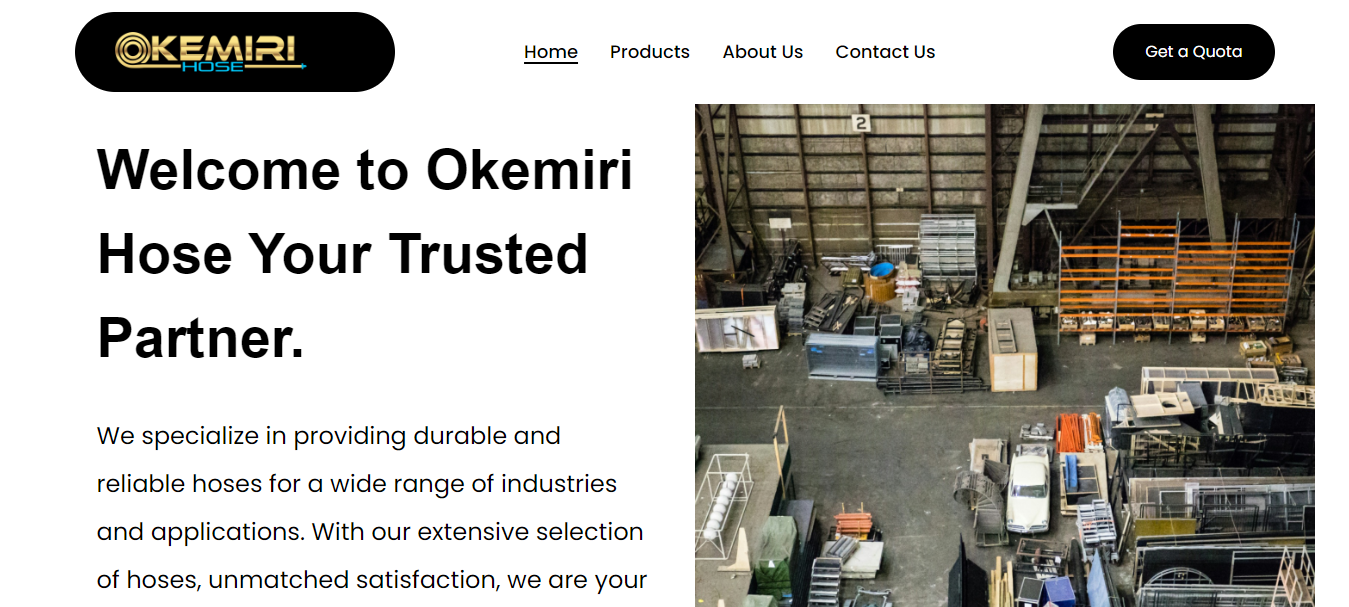 OKEMIRI
HOSE
Home Products About Us Contact Us
Get a Quota
Welcome to Okemiri
Hose Your Trusted
Partner.
We specialize in providing durable and
reliable hoses for a wide range of industries
and applications. With our extensive selection
of hoses, unmatched satisfaction, we are your
2